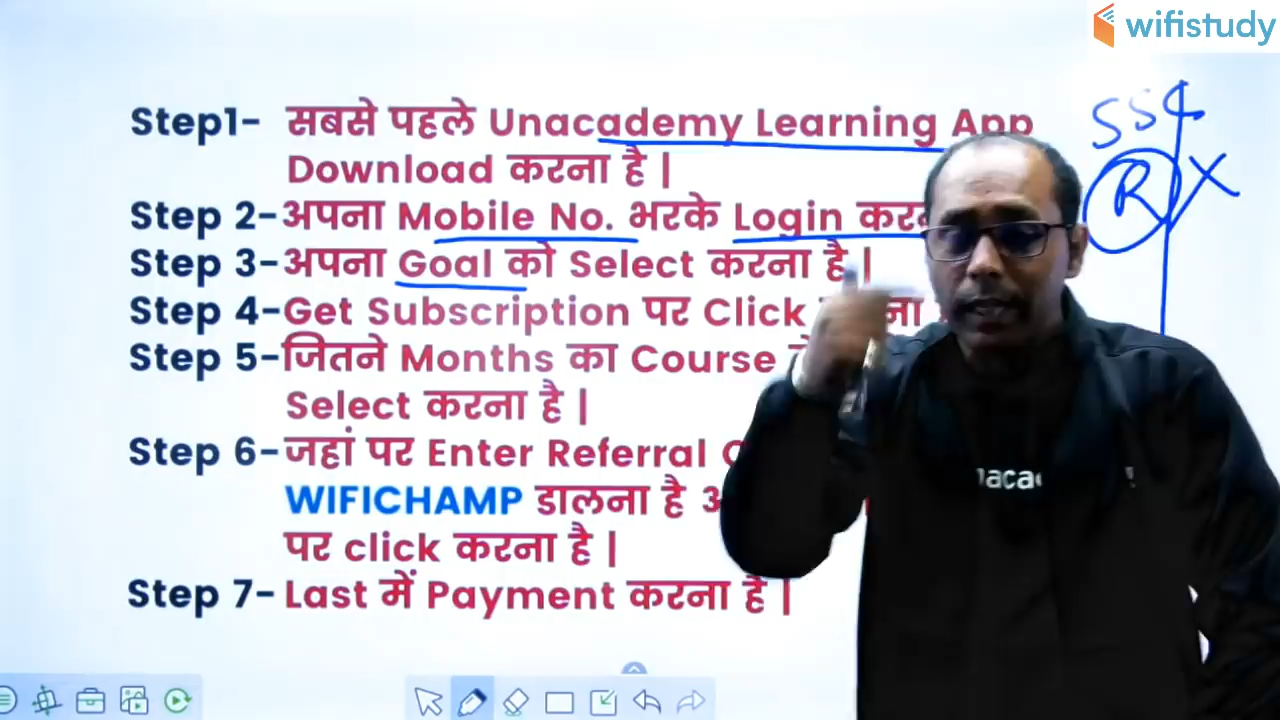 wifistudy
Step1- सबसे पहले Unacademy Learning App
Download करना है |
Step 2-अपना Mobile No. भरके Login
Step 3-अपना Goal को Select करना है |
Step 4-Get Subscription पर Click
Step 5-जितने Months का Course
Select करना है |
Step 6-जहां पर Enter Referral
WIFICHAMP डालना है
पर click करना है |
Step 7- Last में Payment करना है |
SSC
R X